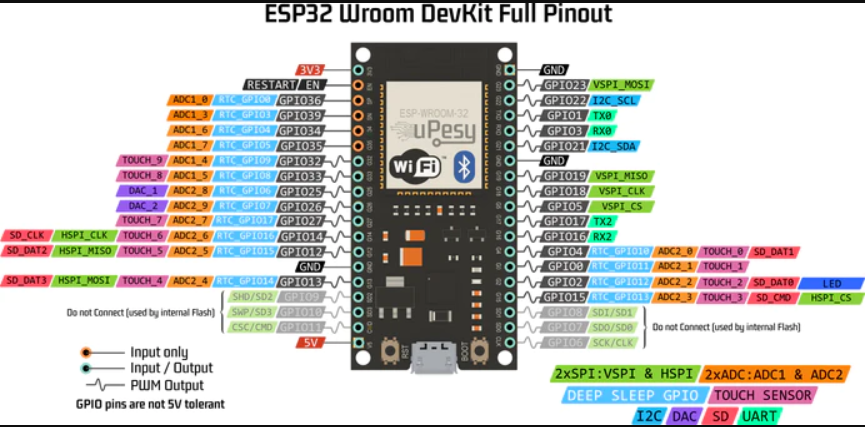 ESP32 Wroom DevKit Full Pinout
3V3
RESTART EN
ADC1_0 RTC_GPIO0 GPIO36
ADC1_3 RTC_GPIO3 GPIO39
ADC1_6 RTC_GPIO4 GPIO34
ADC1_7 RTC_GPIO5 GPIO35
TOUCH_9 ADC1_4 RTC_GPIO9 GPIO32
TOUCH_8 ADC1_5 RTC_GPIO8 GPIO33
DAC_1 ADC2_8 RTC_GPIO6 GPIO25
DAC_2 ADC2_9 RTC_GPIO7 GPIO26
TOUCH_7 ADC2_7 RTC_GPIO17 GPIO27
SD_CLK HSPI_CLK TOUCH_6 ADC2_6 RTC_GPIO16 GPIO14
SD_DAT2 HSPI_MISO TOUCH_5 ADC2_5 RTC_GPIO15 GPIO12
GND
SD_DAT3 HSPI_MOSI TOUCH_4 ADC2_4 RTC_GPIO14 GPIO13
SHD/SD2 GPIO9
Do not Connect (used by internal Flash) SWP/SD3 GPIO10
CSC/CMD GPIO11
5V
ESP-WROOM-32
uPesy
WiFi
RST
BOOT
GND
GPIO23 VSPI_MOSI
GPIO22 I2C_SCL
GPIO1 TX0
GPIO3 RX0
GPIO21 I2C_SDA
GND
GPIO19 VSPI_MISO
GPIO18 VSPI_CLK
GPIO5 VSPI_CS
GPIO17 TX2
GPIO16 RX2
GPIO4 RTC_GPIO10 ADC2_0 TOUCH_0 SD_DAT1
GPIO0 RTC_GPIO11 ADC2_1 TOUCH_1
GPIO2 RTC_GPIO12 ADC2_2 TOUCH_2 SD_DAT0 LED
GPIO15 RTC_GPIO13 ADC2_3 TOUCH_3 SD_CMD HSPI_CS
GPIO8 SDI/SD1
GPIO7 SDO/SD0 Do not Connect (used by internal Flash)
GPIO6 SCK/CLK
Input only
Input / Output
PWM Output
GPIO pins are not 5V tolerant
2xSPI:VSPI & HSPI 2xADC:ADC1 & ADC2
DEEP SLEEP GPIO TOUCH SENSOR
I2C DAC SD UART